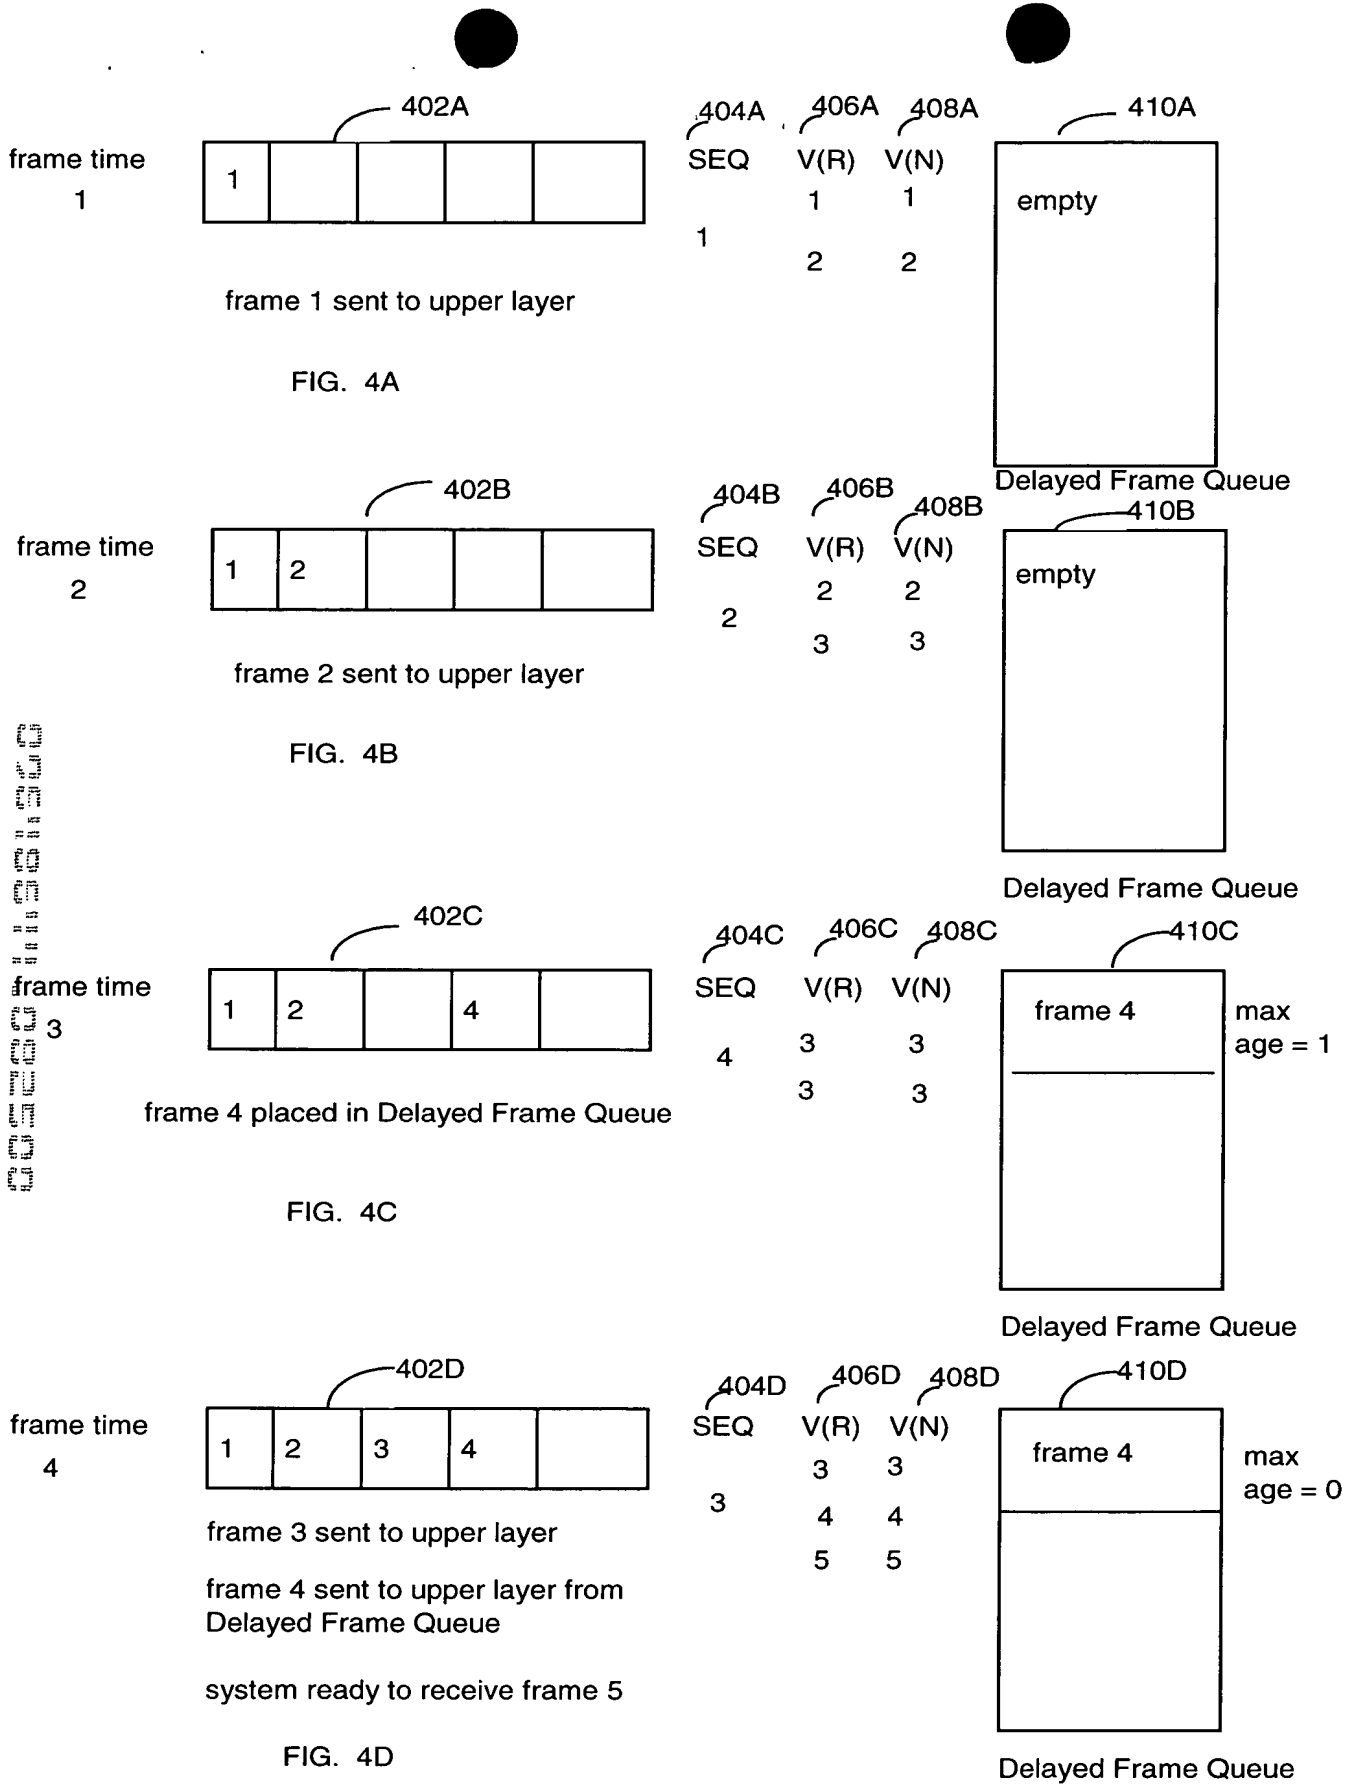 402A
404A 406A 408A 410A
frame time
1
1
SEQ V(R) V(N)
1 1
1
2 2
empty
frame 1 sent to upper layer
FIG. 4A
Delayed Frame Queue
402B
404B 406B 408B 410B
frame time
2
1 2
SEQ V(R) V(N)
2 2
2
3 3
empty
frame 2 sent to upper layer
FIG. 4B
Delayed Frame Queue
402C
404C 406C 408C 410C
frame time
3
1 2 4
SEQ V(R) V(N)
3 3
4
3 3
frame 4
max
age = 1
frame 4 placed in Delayed Frame Queue
FIG. 4C
Delayed Frame Queue
402D
404D 406D 408D 410D
frame time
4
1 2 3 4
SEQ V(R) V(N)
3 3
3
4 4
5 5
frame 4
max
age = 0
frame 3 sent to upper layer
frame 4 sent to upper layer from
Delayed Frame Queue
system ready to receive frame 5
FIG. 4D
Delayed Frame Queue